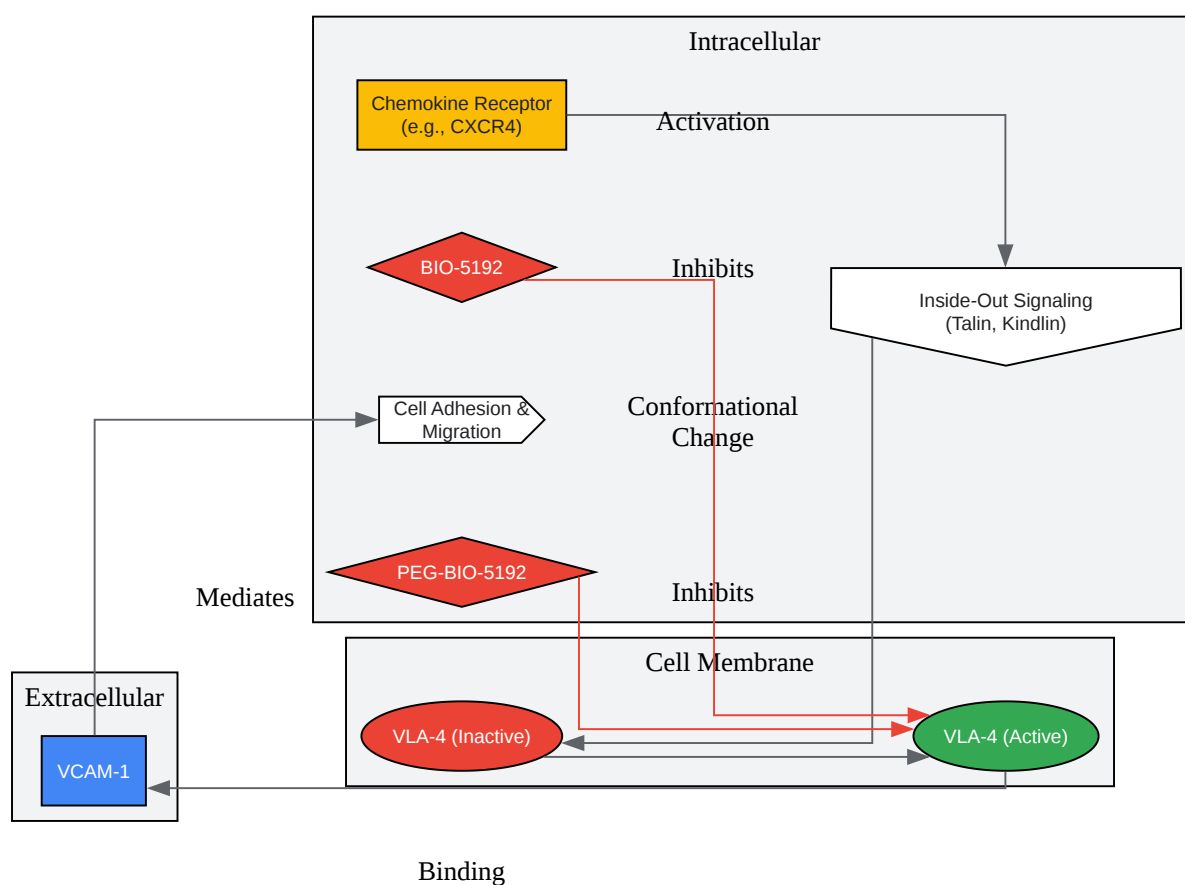 Intracellular
Chemokine Receptor
(e.g., CXCR4)
Activation
BIO-5192
Inhibits
Inside-Out Signaling
(Talin, Kindlin)
Cell Adhesion &
Migration
Conformational
Change
PEG-BIO-5192
Inhibits
Mediates
Cell Membrane
Extracellular
VLA-4 (Inactive)
VLA-4 (Active)
VCAM-1
Binding